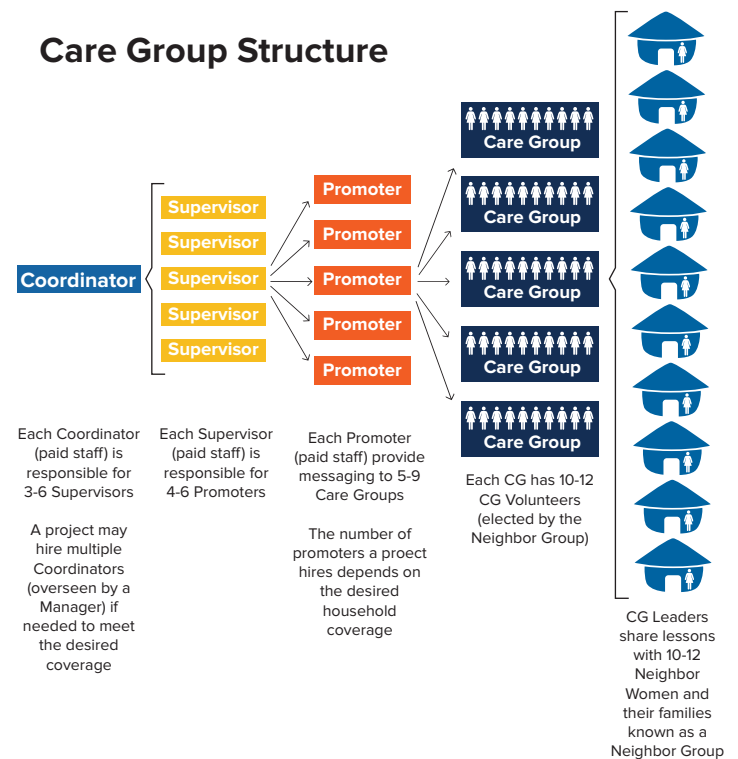 Care Group Structure
Coordinator
Supervisor
Supervisor
Supervisor
Supervisor
Supervisor
Promoter
Promoter
Promoter
Promoter
Promoter
Care Group
Care Group
Care Group
Care Group
Care Group
Each Coordinator
(paid staff) is
responsible for
3-6 Supervisors
A project may
hire multiple
Coordinators
(overseen by a
Manager) if
needed to meet
the desired
coverage
Each Supervisor
(paid staff) is
responsible for
4-6 Promoters
Each Promoter
(paid staff) provide
messaging to 5-9
Care Groups
The number of
promoters a proect
hires depends on
the desired
household
coverage
Each CG has 10-12
CG Volunteers
(elected by the
Neighbor Group)
CG Leaders
share lessons
with 10-12
Neighbor
Women and
their families
known as a
Neighbor Group